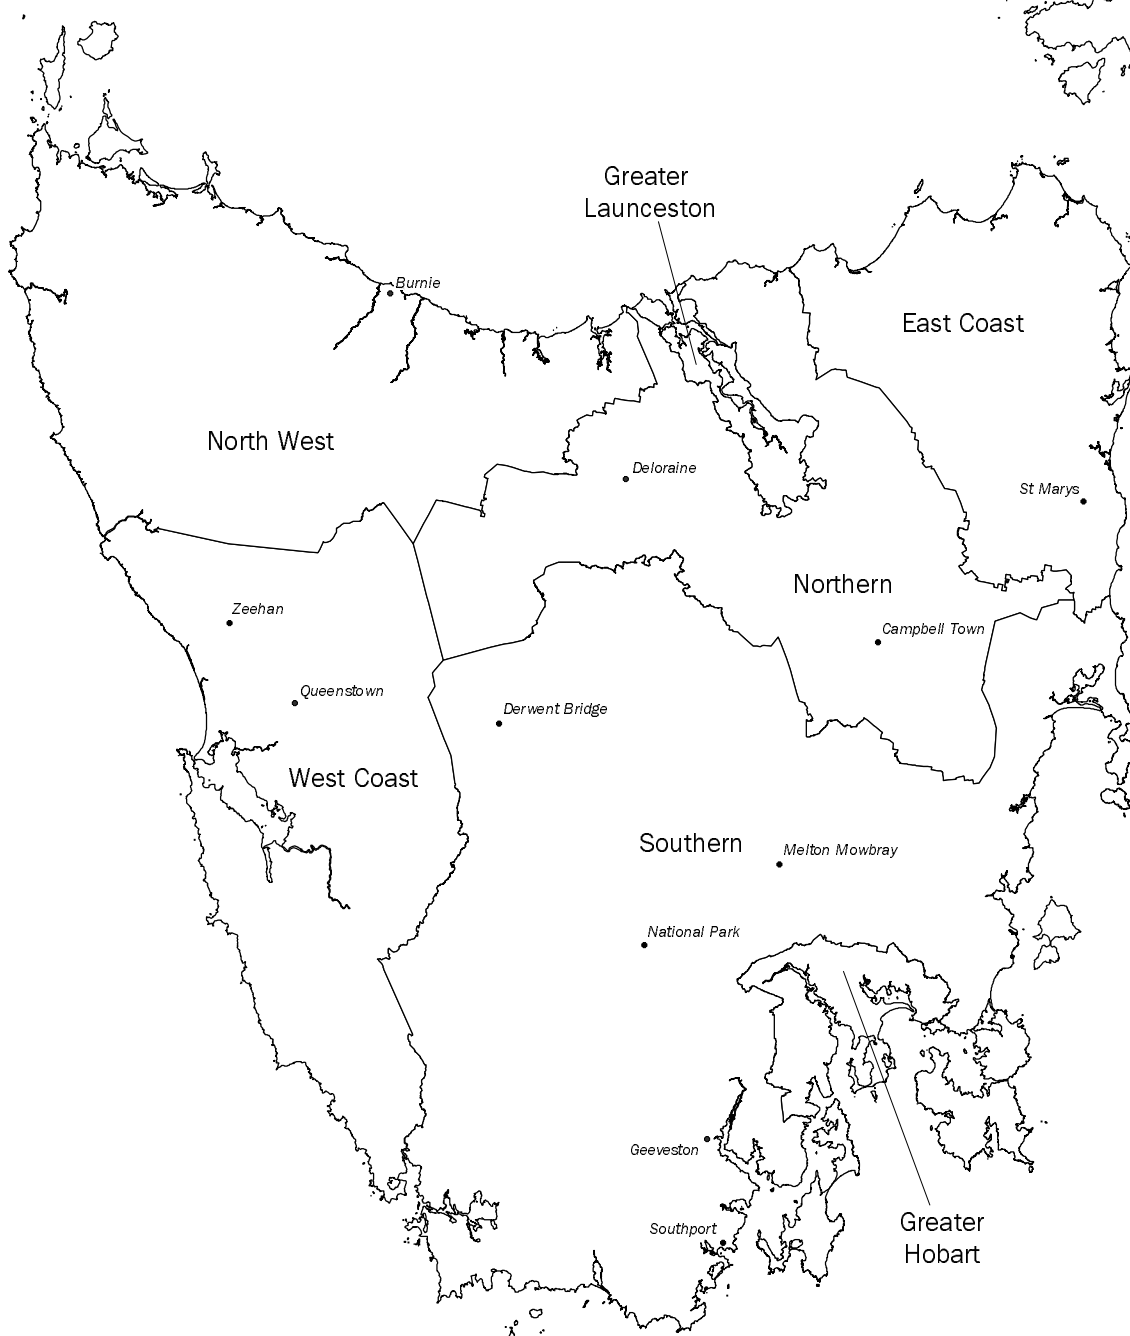 Greater
Launceston
Burnie
East Coast
North West
Deloraine
St Marys
Northern
Zeehan
Campbell Town
Queenstown
Derwent Bridge
West Coast
Southern
Melton Mowbray
National Park
Geeveston
Southport
Greater
Hobart